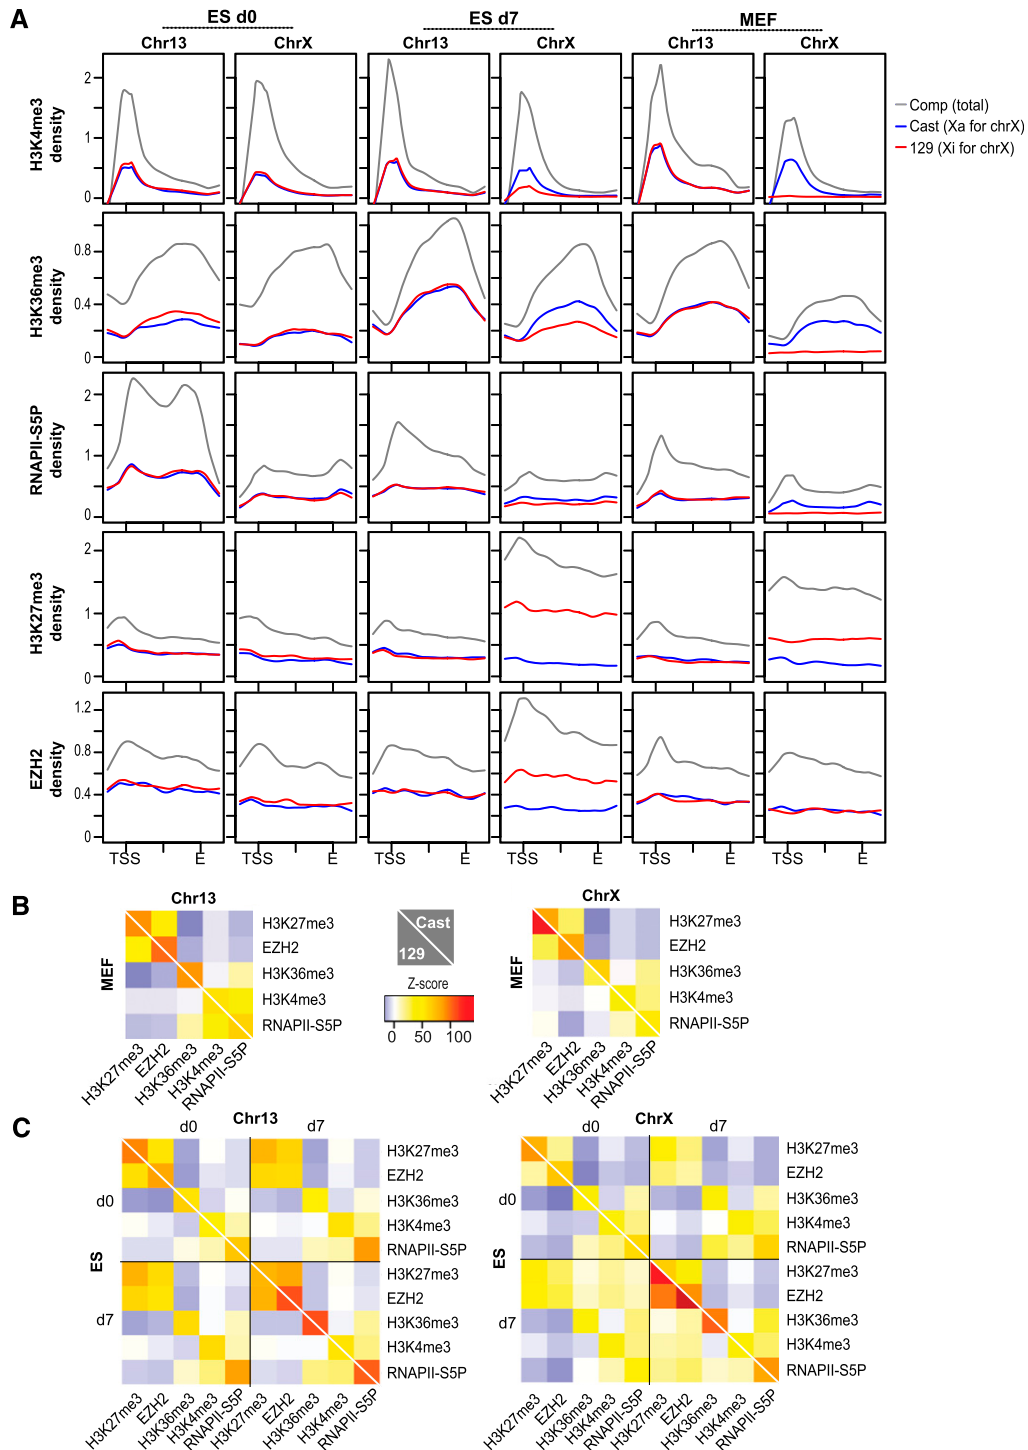 A
ES d0
ES d7
MEF
Chr13
ChrX
Chr13
ChrX
Chr13
ChrX
H3K4me3
density
2
1
0
Comp (total)
Cast (Xa for chrX)
129 (Xi for chrX)
H3K36me3
density
0.8
0.4
0
RNAPII-S5P
density
2
1
0
H3K27me3
density
2
1
0
EZH2
density
1.2
0.8
0.4
0
TSS E TSS E TSS E TSS E TSS E TSS E
B
Chr13
MEF
H3K27me3
EZH2
H3K36me3
H3K4me3
RNAPII-S5P
H3K27me3
EZH2
H3K36me3
H3K4me3
RNAPII-S5P
Cast
129
Z-score
0 50 100
ChrX
MEF
H3K27me3
EZH2
H3K36me3
H3K4me3
RNAPII-S5P
H3K27me3
EZH2
H3K36me3
H3K4me3
RNAPII-S5P
C
Chr13
d0 d7
ES
d0
d7
H3K27me3
EZH2
H3K36me3
H3K4me3
RNAPII-S5P
H3K27me3
EZH2
H3K36me3
H3K4me3
RNAPII-S5P
H3K27me3
EZH2
H3K36me3
H3K4me3
RNAPII-S5P
H3K27me3
EZH2
H3K36me3
H3K4me3
RNAPII-S5P
ChrX
d0 d7
ES
d0
d7
H3K27me3
EZH2
H3K36me3
H3K4me3
RNAPII-S5P
H3K27me3
EZH2
H3K36me3
H3K4me3
RNAPII-S5P
H3K27me3
EZH2
H3K36me3
H3K4me3
RNAPII-S5P
H3K27me3
EZH2
H3K36me3
H3K4me3
RNAPII-S5P